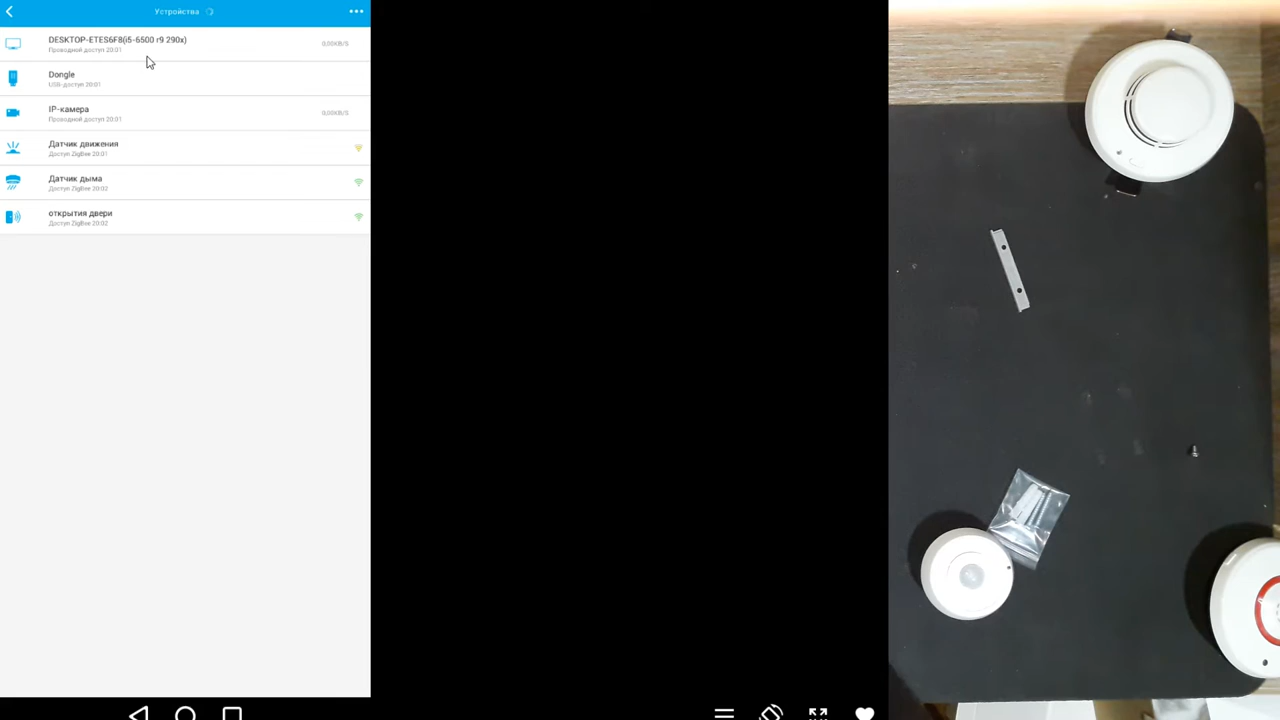 Устройства
DESKTOP-ETES6F8(i5-6500 r9 290x)
Проводной доступ 20:01
0,00KB/S
Dongle
USB-доступ 20:01
IP-камера
Проводной доступ 20:01
0,00KB/S
Датчик движения
Доступ ZigBee 20:01
Датчик дыма
Доступ ZigBee 20:02
открытия двери
Доступ ZigBee 20:02